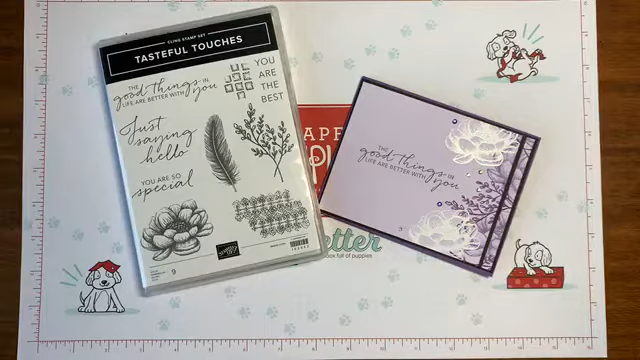 CLING STAMP SET
TASTEFUL TOUCHES
THE
good things IN
LIFE ARE BETTER WITH you
YOU
ARE
THE
BEST
Just
saying
hello
YOU ARE SO
special
9
THE
good things IN
LIFE ARE BETTER WITH
you
APE
etter
box full of puppies